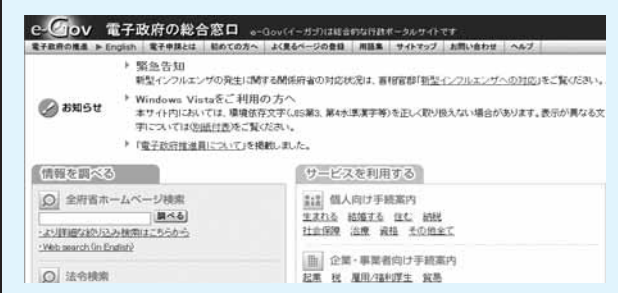 e-Gov 電子政府の総合窓口 e-Gov(イーガブ)は総合的な行政ポータルサイトです
電子政府の推進 ▶ English 電子申請とは 初めての方へ よく見るページの登録 用語集 サイトマップ お問い合わせ ヘルプ
緊急告知
新型インフルエンザの発生に関する関係府省の対応状況は、首相官邸「新型インフルエンザへの対応」をご覧ください。
お知らせ
Windows Vistaをご利用の方へ
本サイト内においては、環境依存文字(JIS第3、第4水準漢字等)を正しく取り扱えない場合があります。表示が異なる文
字については(別紙付表)をご覧ください。
「電子政府推進員について」を掲載しました。
情報を調べる
全府省ホームページ検索
調べる
・より詳細な絞り込み検索はこちらから
・Web search (in English)
法令検索
サービスを利用する
個人向け手続案内
生まれる 結婚する 住む 納税
社会保障 治療 資格 その他全て
企業・事業者向け手続案内
起業 税 雇用/福利厚生 貿易